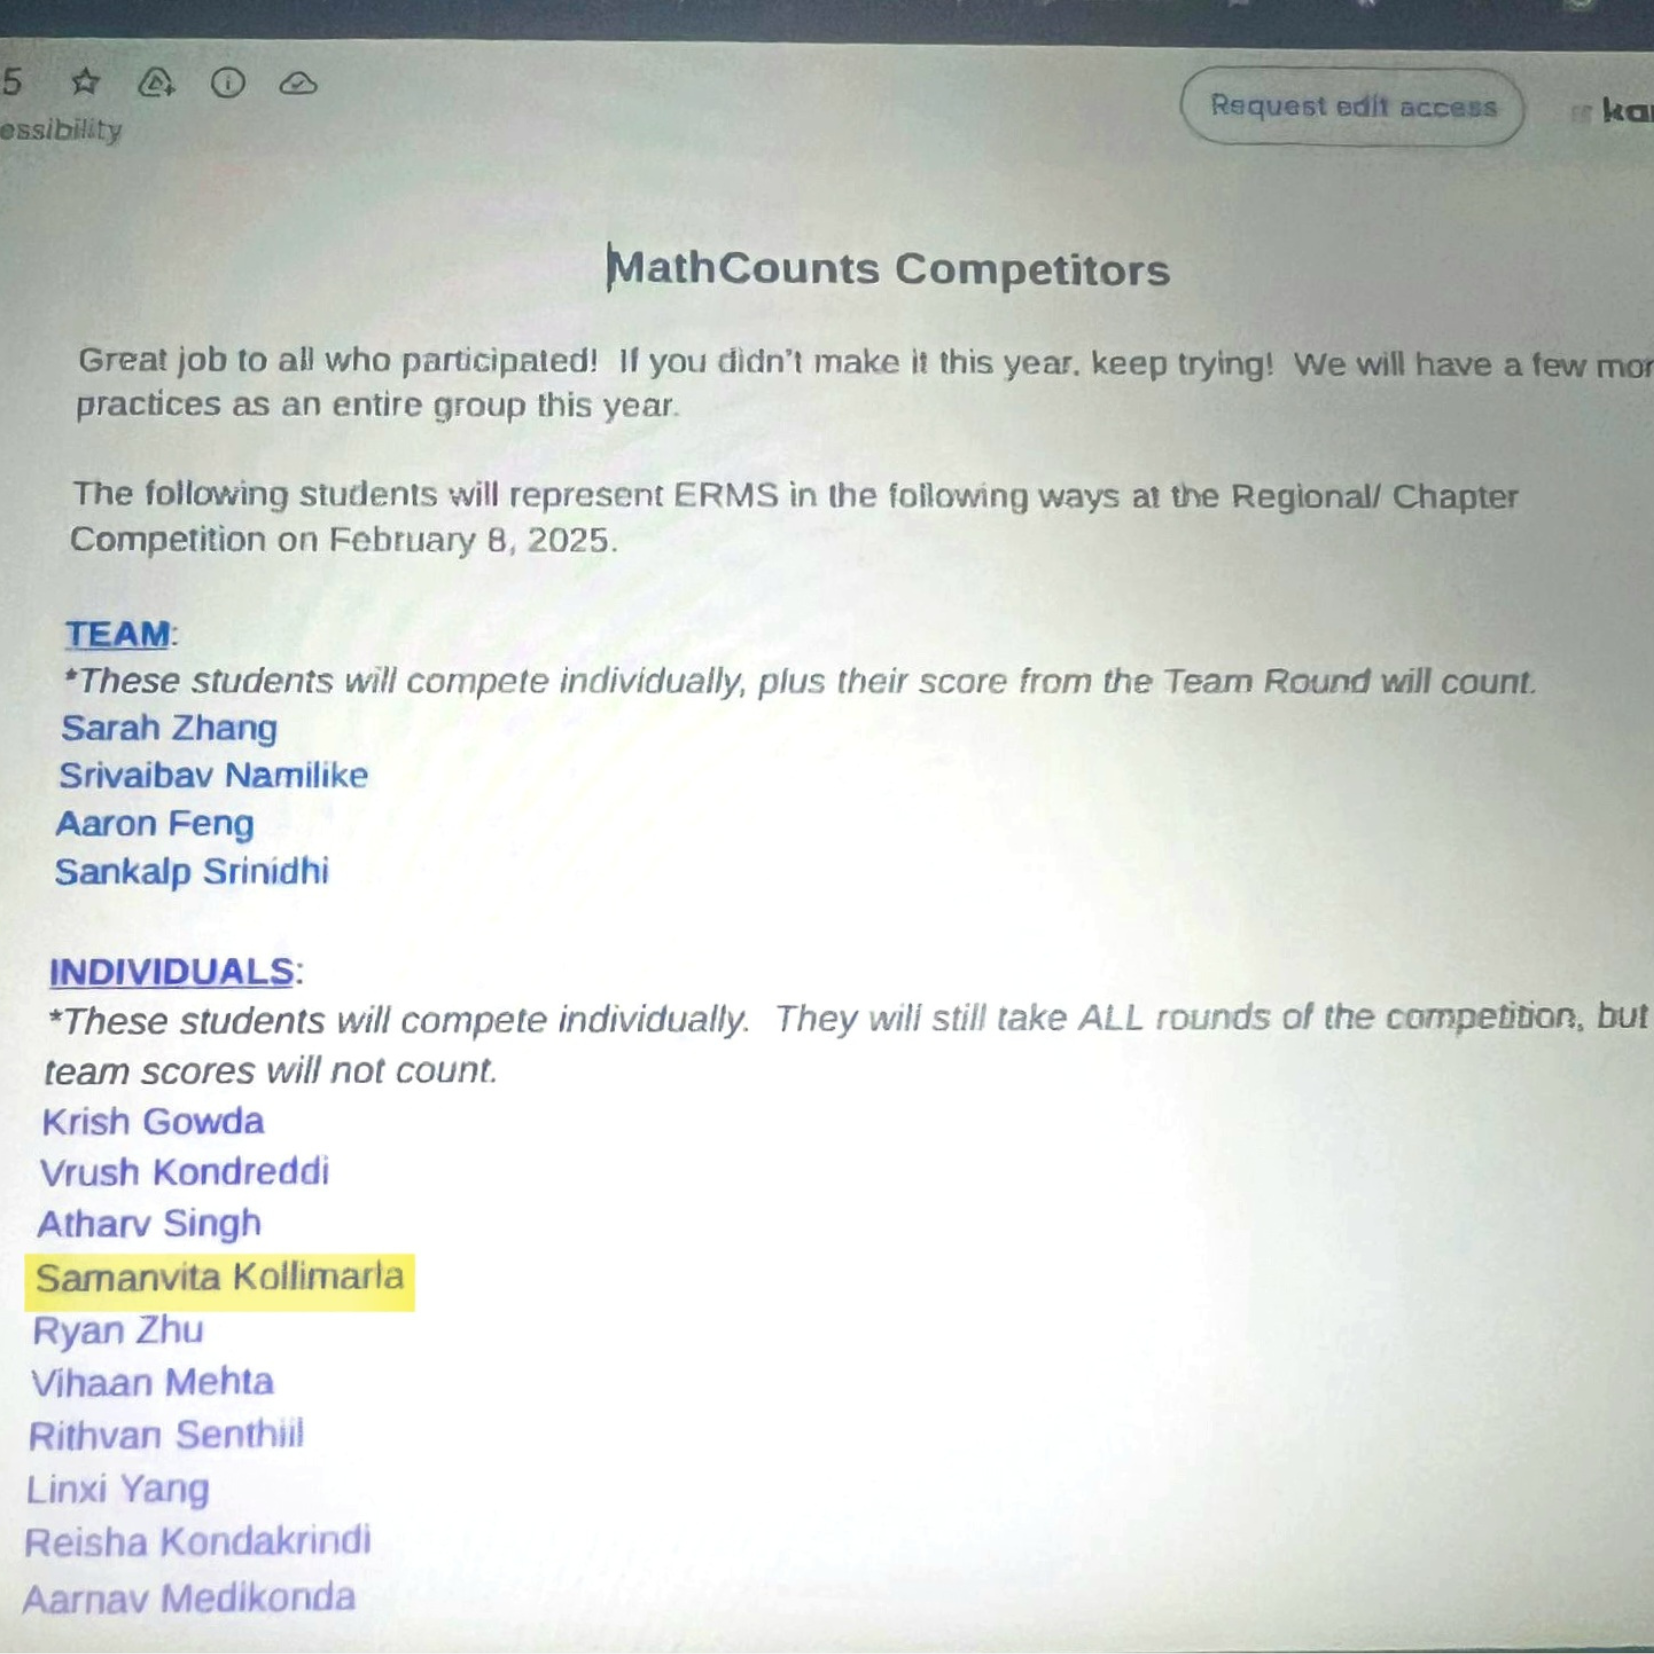 5
essibility
Request edit access
MathCounts Competitors
Great job to all who participated! If you didn't make it this year, keep trying! We will have a few mor
practices as an entire group this year.
The following students will represent ERMS in the following ways at the Regional/ Chapter
Competition on February 8, 2025.
TEAM:
*These students will compete individually, plus their score from the Team Round will count.
Sarah Zhang
Srivaibav Namilike
Aaron Feng
Sankalp Srinidhi
INDIVIDUALS:
*These students will compete individually. They will still take ALL rounds of the competition, but
team scores will not count.
Krish Gowda
Vrush Kondreddi
Atharv Singh
Samanvita Kollimarla
Ryan Zhu
Vihaan Mehta
Rithvan Senthiil
Linxi Yang
Reisha Kondakrindi
Aarnav Medikonda